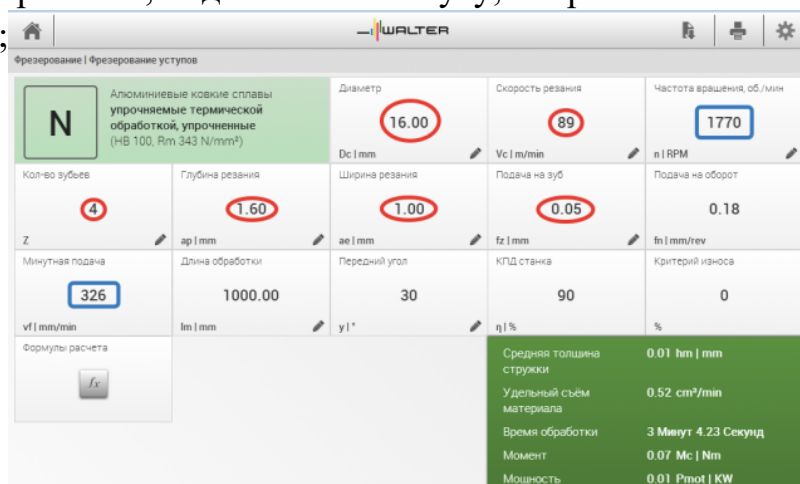 ;
WALTER
Фрезерование | Фрезерование уступов
N
Алюминиевые ковкие сплавы
упрочняемые термической
обработкой, упрочненные
(HB 100, Rm 343 N/mm²)
Диаметр
16.00
Dc | mm
Скорость резания
89
Vc | m/min
Частота вращения, об./мин
1770
n | RPM
Кол-во зубьев
4
Z
Глубина резания
1.60
ap | mm
Ширина резания
1.00
ae | mm
Подача на зуб
0.05
fz | mm
Подача на оборот
0.18
fn | mm/rev
Минутная подача
326
vf | mm/min
Длина обработки
1000.00
lm | mm
Передний угол
30
γ | °
КПД станка
90
η | %
Критерий износа
0
%
Формулы расчета
fx
Средняя толщина
стружки
0.01 hm | mm
Удельный съём
материала
0.52 cm³/min
Время обработки
3 Минут 4.23 Секунд
Момент
0.07 Mc | Nm
Мощность
0.01 Pmot | KW